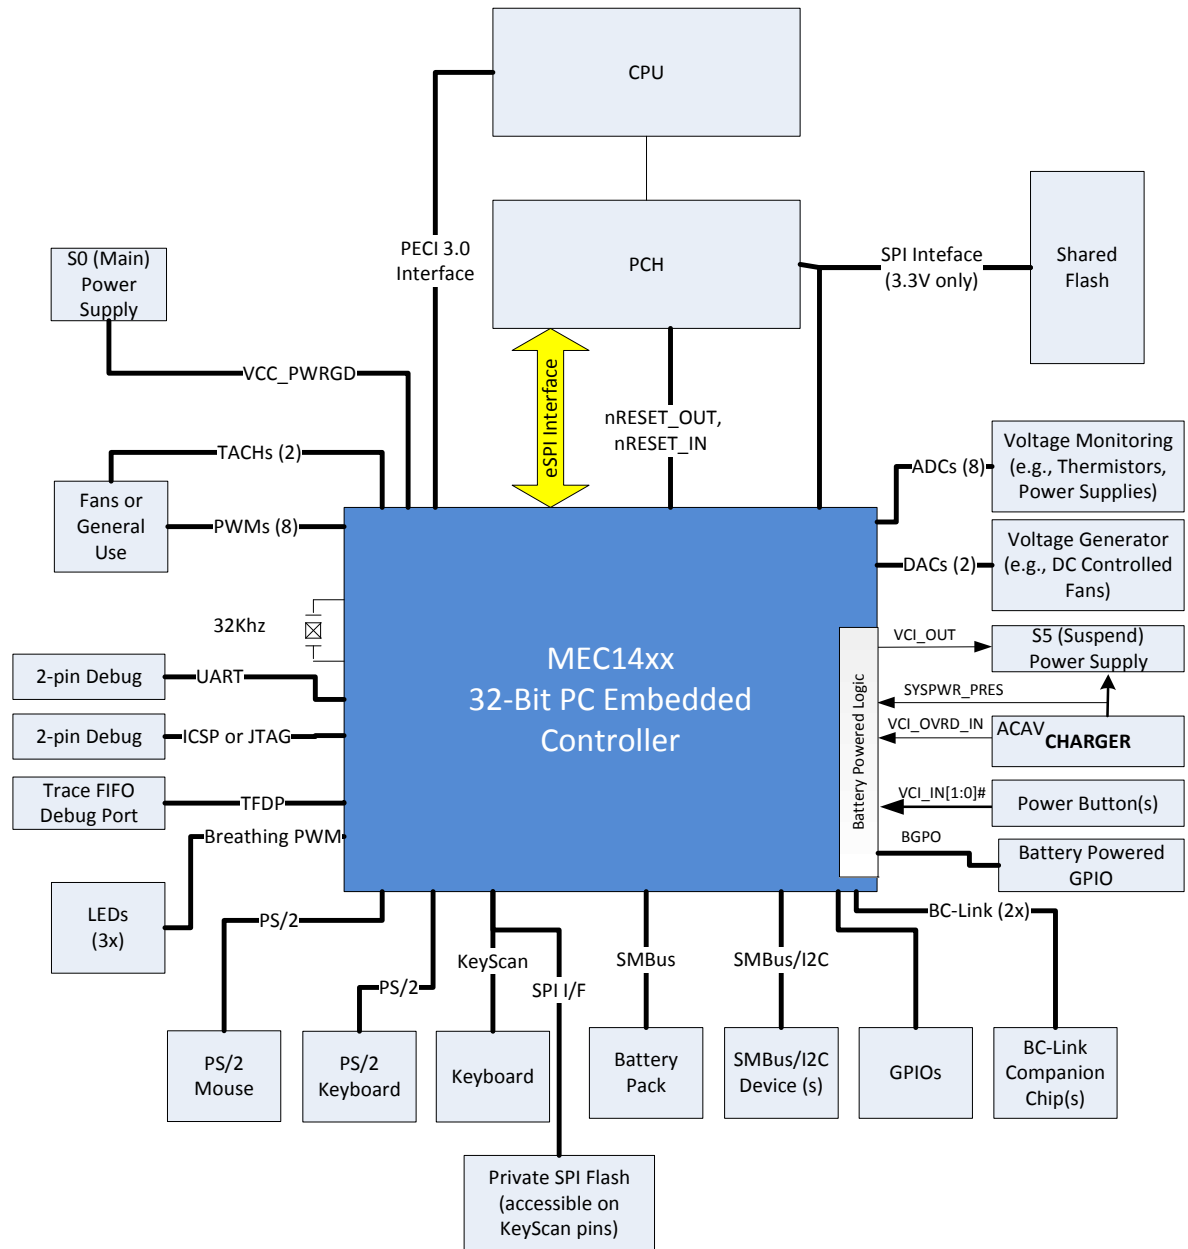 CPU
PECI 3.0
Interface
PCH
SPI Inteface
(3.3V only)
Shared
Flash
S0 (Main)
Power
Supply
VCC_PWRGD
eSPI Interface
nRESET_OUT,
nRESET_IN
TACHs (2)
Fans or
General
Use
PWMs (8)
ADCs (8)
Voltage Monitoring
(e.g., Thermistors,
Power Supplies)
DACs (2)
Voltage Generator
(e.g., DC Controlled
Fans)
32Khz
MEC14xx
32-Bit PC Embedded
Controller
Battery Powered Logic
VCI_OUT
S5 (Suspend)
Power Supply
SYSPWR_PRES
VCI_OVRD_IN
ACAV
CHARGER
VCI_IN[1:0]#
Power Button(s)
BGPO
Battery Powered
GPIO
2-pin Debug
UART
2-pin Debug
ICSP or JTAG
Trace FIFO
Debug Port
TFDP
Breathing PWM
LEDs
(3x)
PS/2
PS/2
KeyScan
SPI I/F
SMBus
SMBus/I2C
BC-Link (2x)
PS/2
Mouse
PS/2
Keyboard
Keyboard
Battery
Pack
SMBus/I2C
Device (s)
GPIOs
BC-Link
Companion
Chip(s)
Private SPI Flash
(accessible on
KeyScan pins)